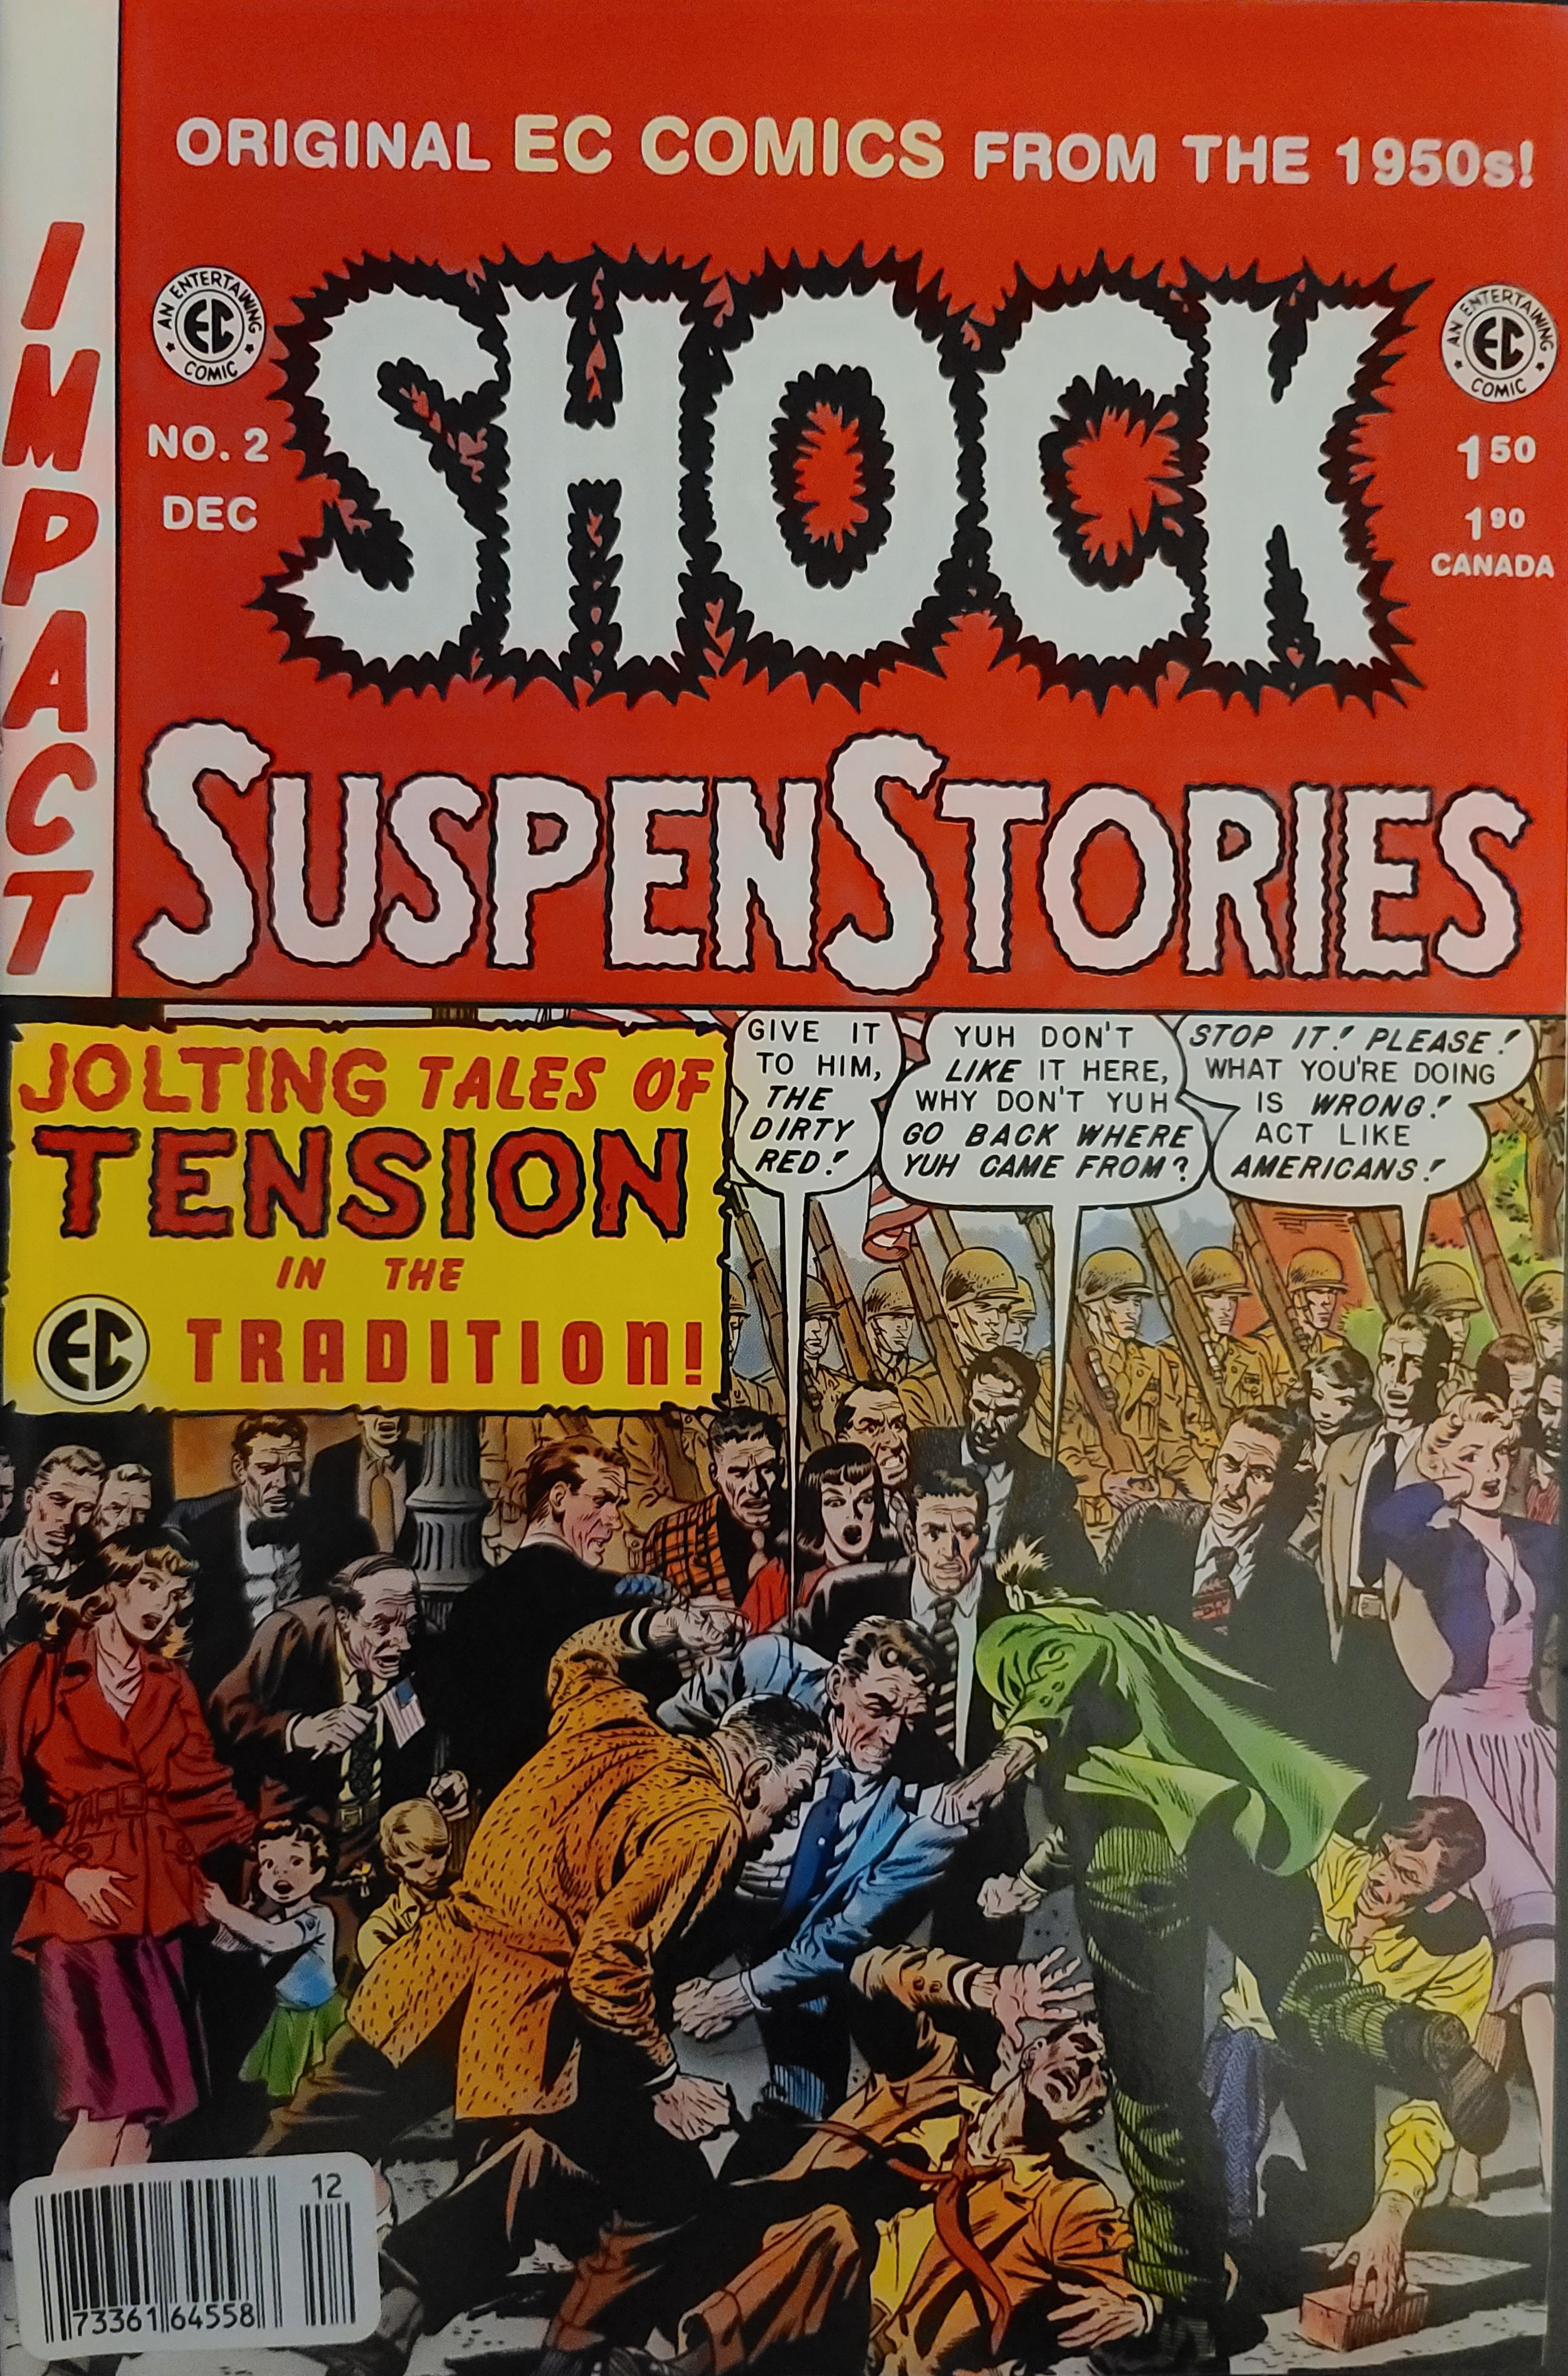 ORIGINAL EC COMICS FROM THE 1950s!
IMPACT
AN ENTERTAINING
EC
COMIC
AN ENTERTAINING
EC
COMIC
NO. 2
DEC
1 50
1 90
CANADA
SHOCK
SUSPENSTORIES
JOLTING TALES OF
TENSION
IN THE
EC TRADITION!
GIVE IT
TO HIM,
THE
DIRTY
RED!
YUH DON'T
LIKE IT HERE,
WHY DON'T YUH
GO BACK WHERE
YUH CAME FROM?
STOP IT! PLEASE!
WHAT YOU'RE DOING
IS WRONG!
ACT LIKE
AMERICANS!
12
73361 64558